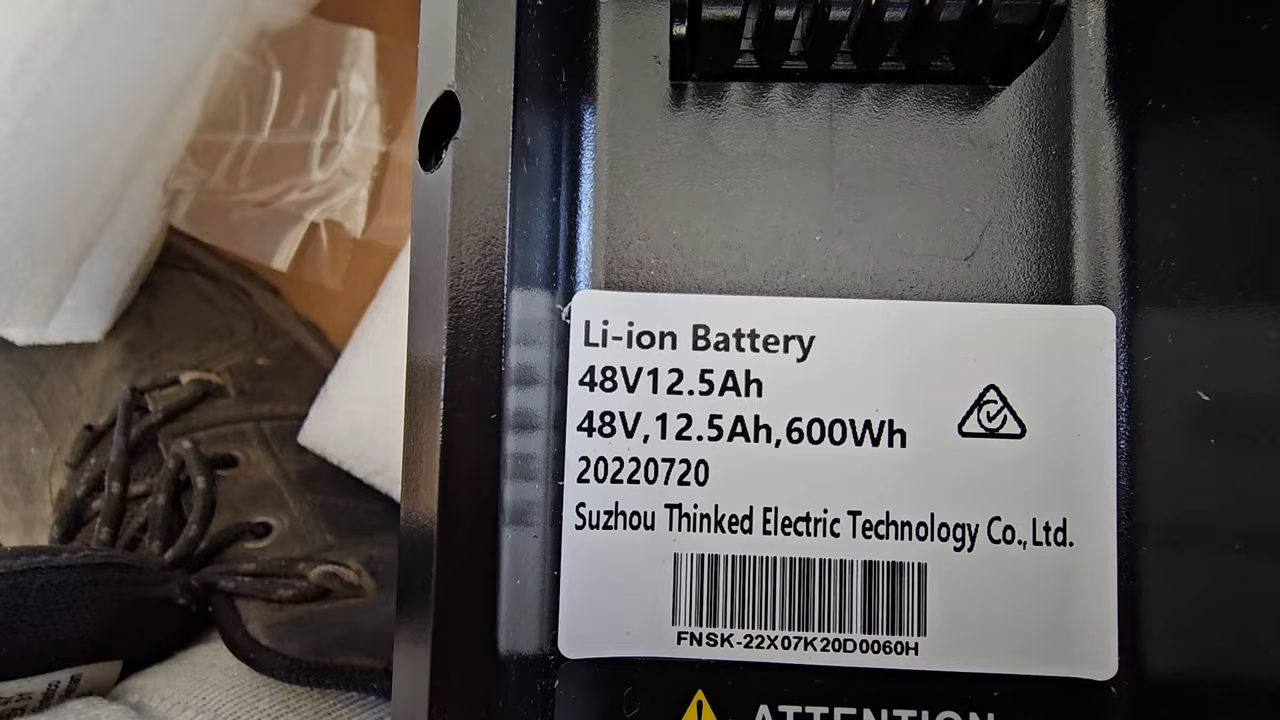 Li-ion Battery
48V12.5Ah
48V,12.5Ah,600Wh
20220720
Suzhou Thinked Electric Technology Co.,Ltd.
FNSK-22X07K20D0060H
ATTENTION